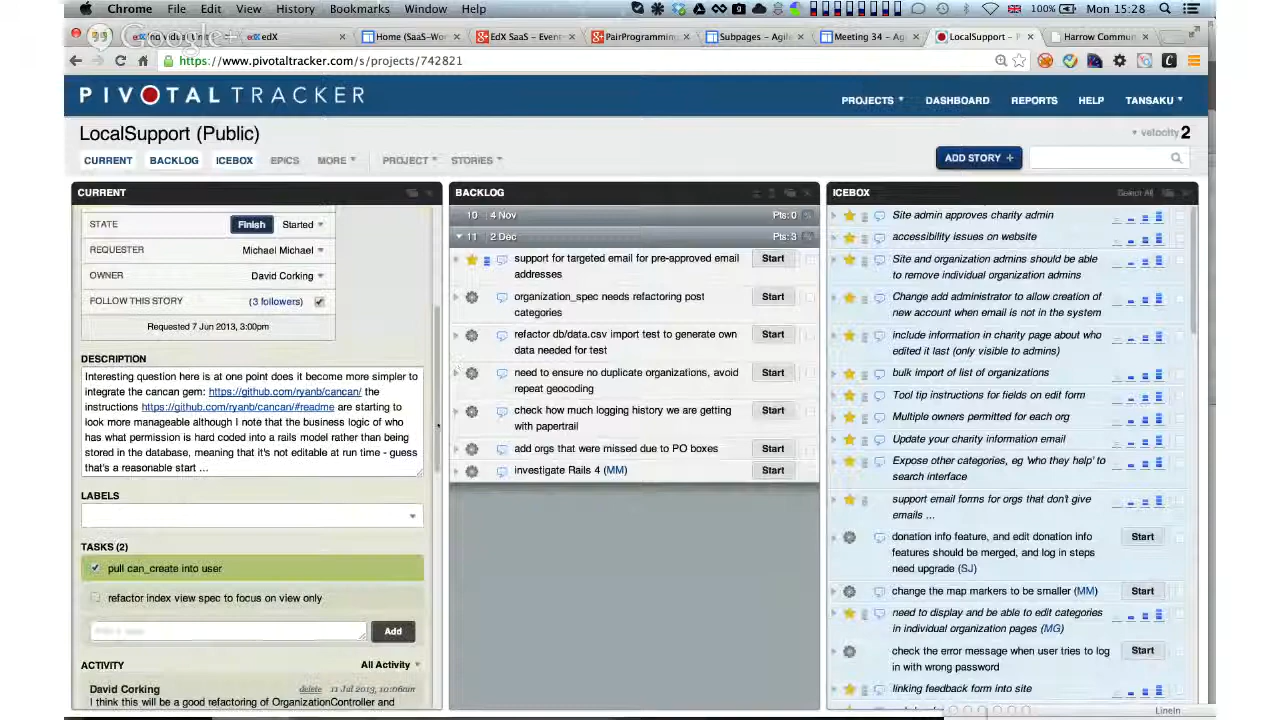 Chrome File Edit View History Bookmarks Window Help 100% Mon 15:28
Google+
edX Home (SaaS-Wo EdX SaaS - Even PairProgrammin Subpages - Agile Meeting 34 - Ag LocalSupport - P Harrow Commun
https://www.pivotaltracker.com/s/projects/742821
PIVOTAL TRACKER
PROJECTS DASHBOARD REPORTS HELP TANSAKU
LocalSupport (Public)
velocity 2
CURRENT BACKLOG ICEBOX EPICS MORE PROJECT STORIES
ADD STORY +
CURRENT
STATE Finish Started
REQUESTER Michael Michael
OWNER David Corking
FOLLOW THIS STORY (3 followers)
Requested 7 Jun 2013, 3:00pm
DESCRIPTION
Interesting question here is at one point does it become more simpler to
integrate the cancan gem: https://github.com/ryanb/cancan/ the
instructions https://github.com/ryanb/cancan/#readme are starting to
look more manageable although I note that the business logic of who
has what permission is hard coded into a rails model rather than being
stored in the database, meaning that it's not editable at run time - guess
that's a reasonable start ...
LABELS
TASKS (2)
pull can_create into user
refactor index view spec to focus on view only
Add
ACTIVITY All Activity
David Corking delete 11 Jul 2013, 10:06am
I think this will be a good refactoring of OrganizationController and
BACKLOG
10 4 Nov Pts: 0
11 2 Dec Pts: 3
support for targeted email for pre-approved email Start
addresses
organization_spec needs refactoring post Start
categories
refactor db/data.csv import test to generate own Start
data needed for test
need to ensure no duplicate organizations, avoid Start
repeat geocoding
check how much logging history we are getting Start
with papertrail
add orgs that were missed due to PO boxes Start
investigate Rails 4 (MM) Start
ICEBOX Select All
Site admin approves charity admin
accessibility issues on website
Site and organization admins should be able
to remove individual organization admins
Change add administrator to allow creation of
new account when email is not in the system
include information in charity page about who
edited it last (only visible to admins)
bulk import of list of organizations
Tool tip instructions for fields on edit form
Multiple owners permitted for each org
Update your charity information email
Expose other categories, eg 'who they help' to
search interface
support email forms for orgs that don't give
emails ...
donation info feature, and edit donation info Start
features should be merged, and log in steps
need upgrade (SJ)
change the map markers to be smaller (MM) Start
need to display and be able to edit categories
in individual organization pages (MG)
check the error message when user tries to log Start
in with wrong password
linking feedback form into site
LineIn